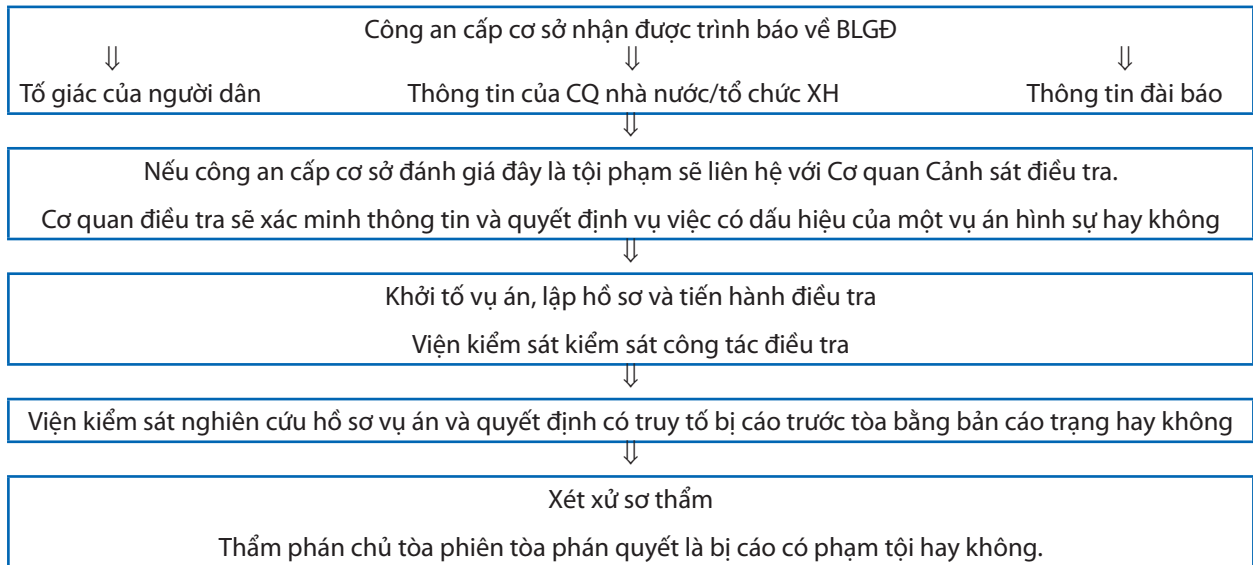 Công an cấp cơ sở nhận được trình báo về BLGĐ
⇓ ⇓ ⇓
Tố giác của người dân Thông tin của CQ nhà nước/tổ chức XH Thông tin đài báo
⇓
Nếu công an cấp cơ sở đánh giá đây là tội phạm sẽ liên hệ với Cơ quan Cảnh sát điều tra.
Cơ quan điều tra sẽ xác minh thông tin và quyết định vụ việc có dấu hiệu của một vụ án hình sự hay không
⇓
Khởi tố vụ án, lập hồ sơ và tiến hành điều tra
Viện kiểm sát kiểm sát công tác điều tra
⇓
Viện kiểm sát nghiên cứu hồ sơ vụ án và quyết định có truy tố bị cáo trước tòa bằng bản cáo trạng hay không
⇓
Xét xử sơ thẩm
Thẩm phán chủ tòa phiên tòa phán quyết là bị cáo có phạm tội hay không.